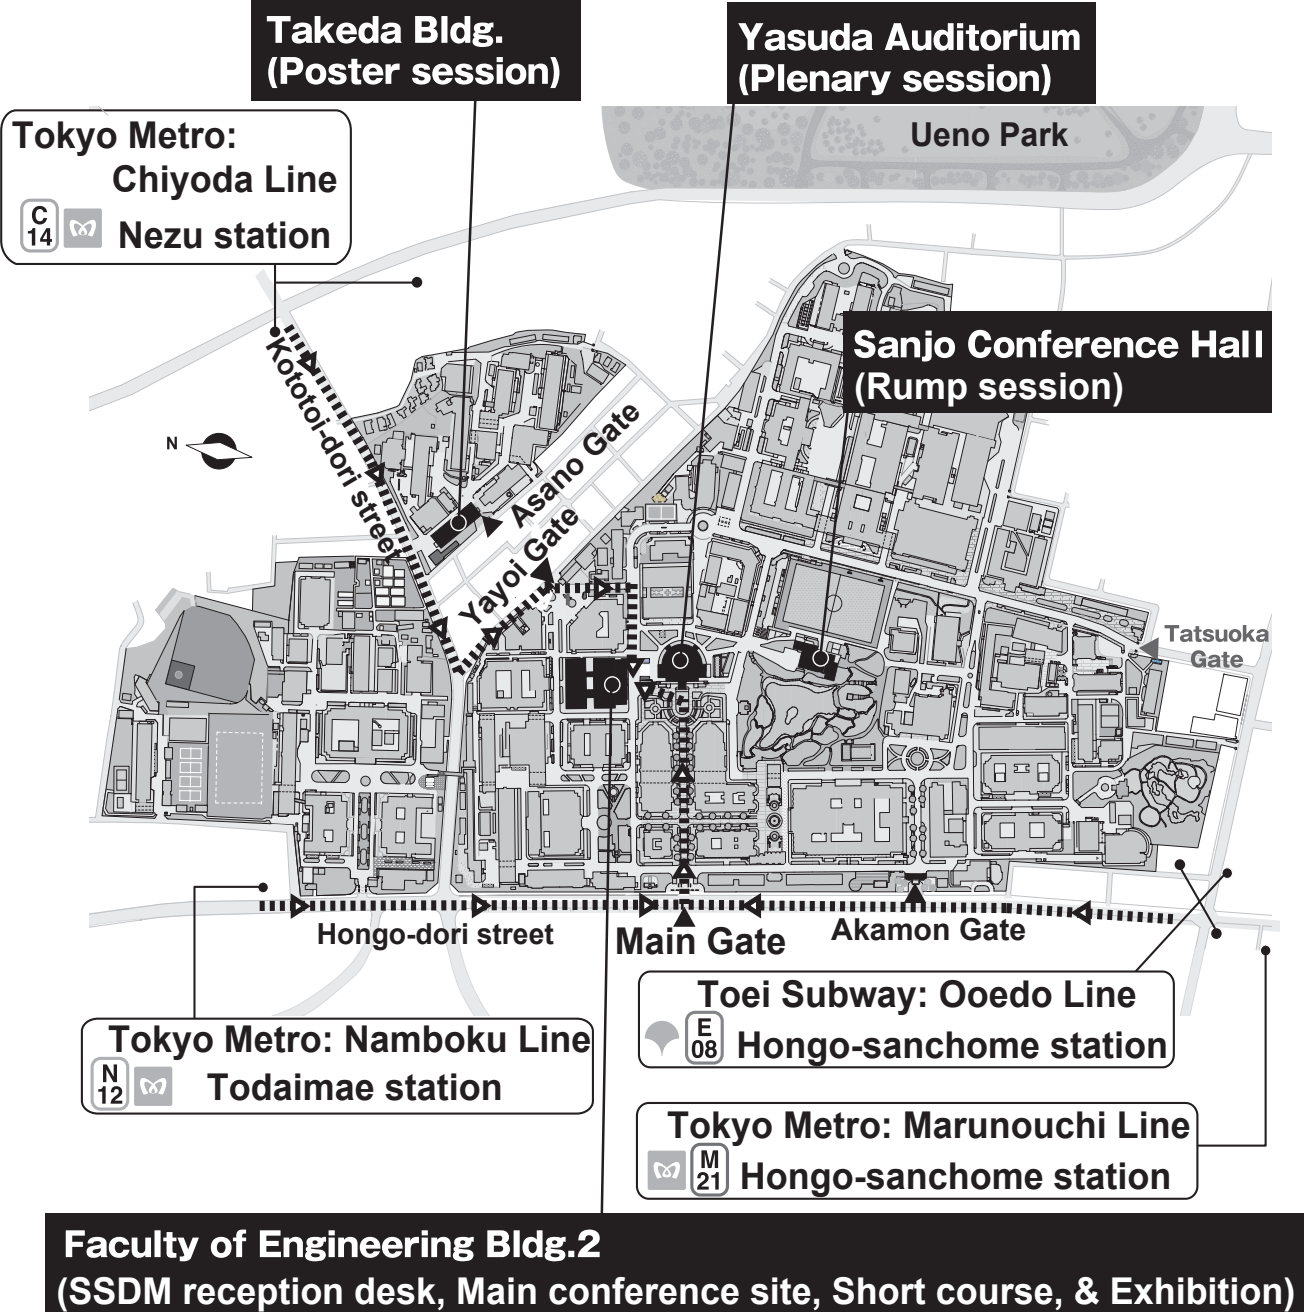 Takeda Bldg.
(Poster session)
Yasuda Auditorium
(Plenary session)
Ueno Park
Tokyo Metro:
Chiyoda Line
C
14
Nezu station
Sanjo Conference Hall
(Rump session)
N
Kototoi-dori street
Asano Gate
Yayoi Gate
Tatsuoka
Gate
Hongo-dori street
Main Gate
Akamon Gate
Toei Subway: Ooedo Line
E
08
Hongo-sanchome station
Tokyo Metro: Namboku Line
N
12
Todaimae station
Tokyo Metro: Marunouchi Line
M
21
Hongo-sanchome station
Faculty of Engineering Bldg.2
(SSDM reception desk, Main conference site, Short course, & Exhibition)